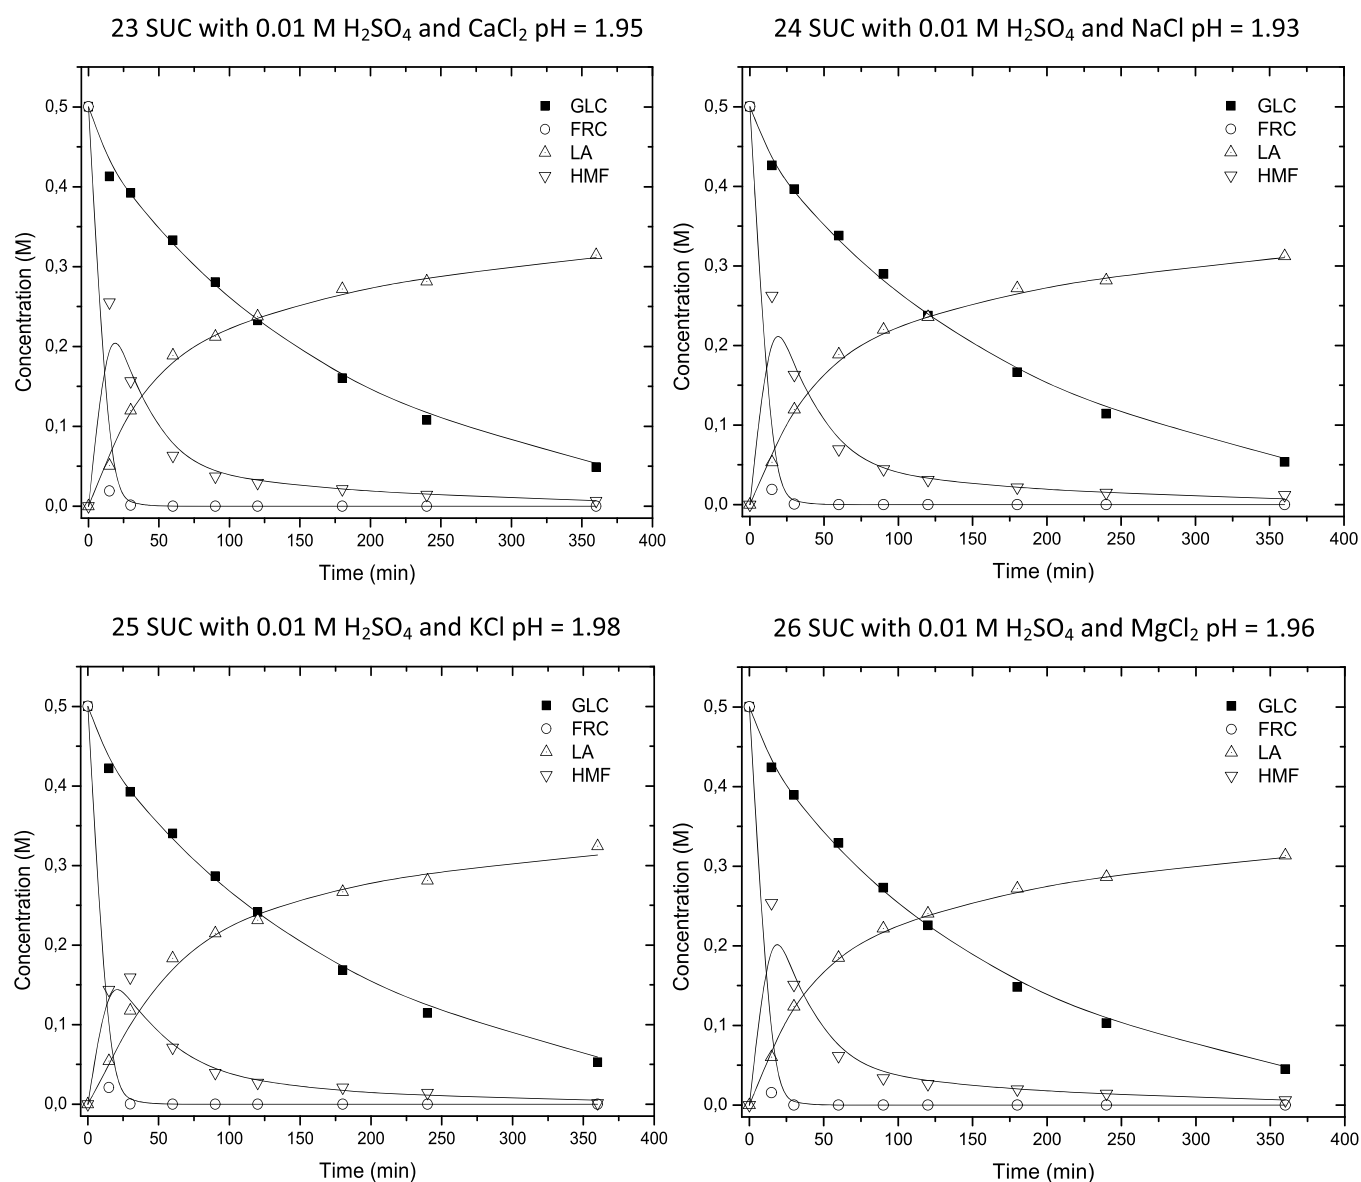 23 SUC with 0.01 M H₂SO₄ and CaCl₂ pH = 1.95
0,5
0,4
0,3
0,2
0,1
0,0
Concentration (M)
GLC
FRC
LA
HMF
0 50 100 150 200 250 300 350 400
Time (min)
24 SUC with 0.01 M H₂SO₄ and NaCl pH = 1.93
0,5
0,4
0,3
0,2
0,1
0,0
Concentration (M)
GLC
FRC
LA
HMF
0 50 100 150 200 250 300 350 400
Time (min)
25 SUC with 0.01 M H₂SO₄ and KCl pH = 1.98
0,5
0,4
0,3
0,2
0,1
0,0
Concentration (M)
GLC
FRC
LA
HMF
0 50 100 150 200 250 300 350 400
Time (min)
26 SUC with 0.01 M H₂SO₄ and MgCl₂ pH = 1.96
0,5
0,4
0,3
0,2
0,1
0,0
Concentration (M)
GLC
FRC
LA
HMF
0 50 100 150 200 250 300 350 400
Time (min)